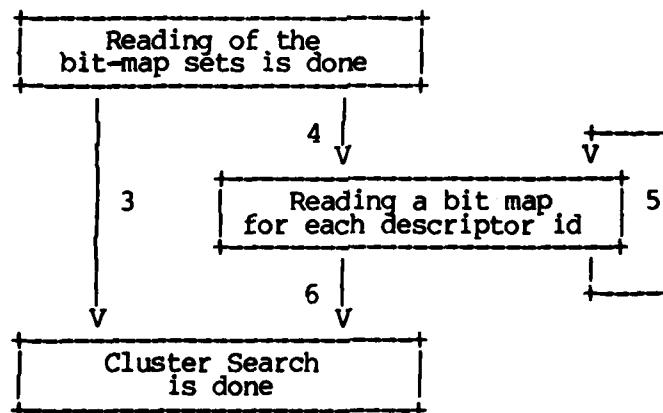 Reading of the
bit-map sets is done
4
3
Reading a bit map
for each descriptor id
5
6
Cluster Search
is done